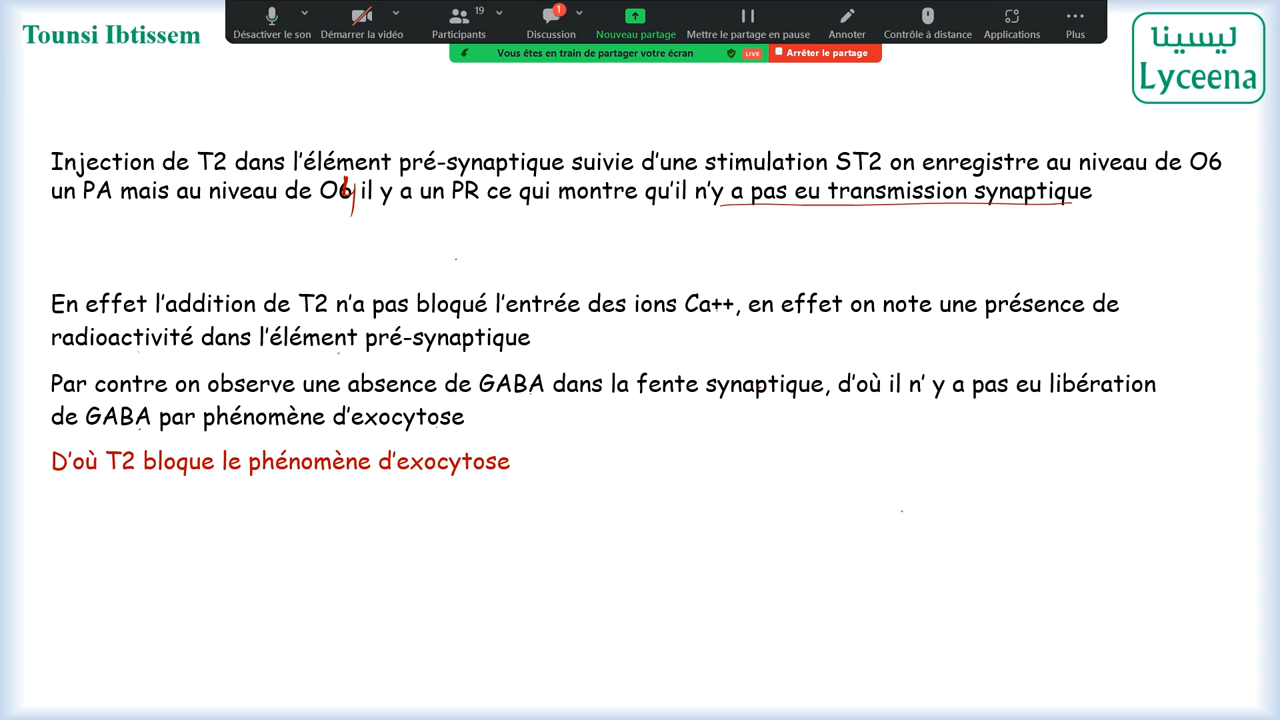 Tounsi Ibtissem
Désactiver le son
Démarrer la vidéo
19
Participants
1
Discussion
Nouveau partage
Mettre le partage en pause
Annoter
Contrôle à distance
Applications
Plus
Vous êtes en train de partager votre écran
LIVE
Arrêter le partage
ليسينا
Lyceena
Injection de T2 dans l'élément pré-synaptique suivie d'une stimulation ST2 on enregistre au niveau de O6
un PA mais au niveau de O4 il y a un PR ce qui montre qu'il n'y a pas eu transmission synaptique
En effet l'addition de T2 n'a pas bloqué l'entrée des ions Ca++, en effet on note une présence de
radioactivité dans l'élément pré-synaptique
Par contre on observe une absence de GABA dans la fente synaptique, d'où il n' y a pas eu libération
de GABA par phénomène d'exocytose
D'où T2 bloque le phénomène d'exocytose